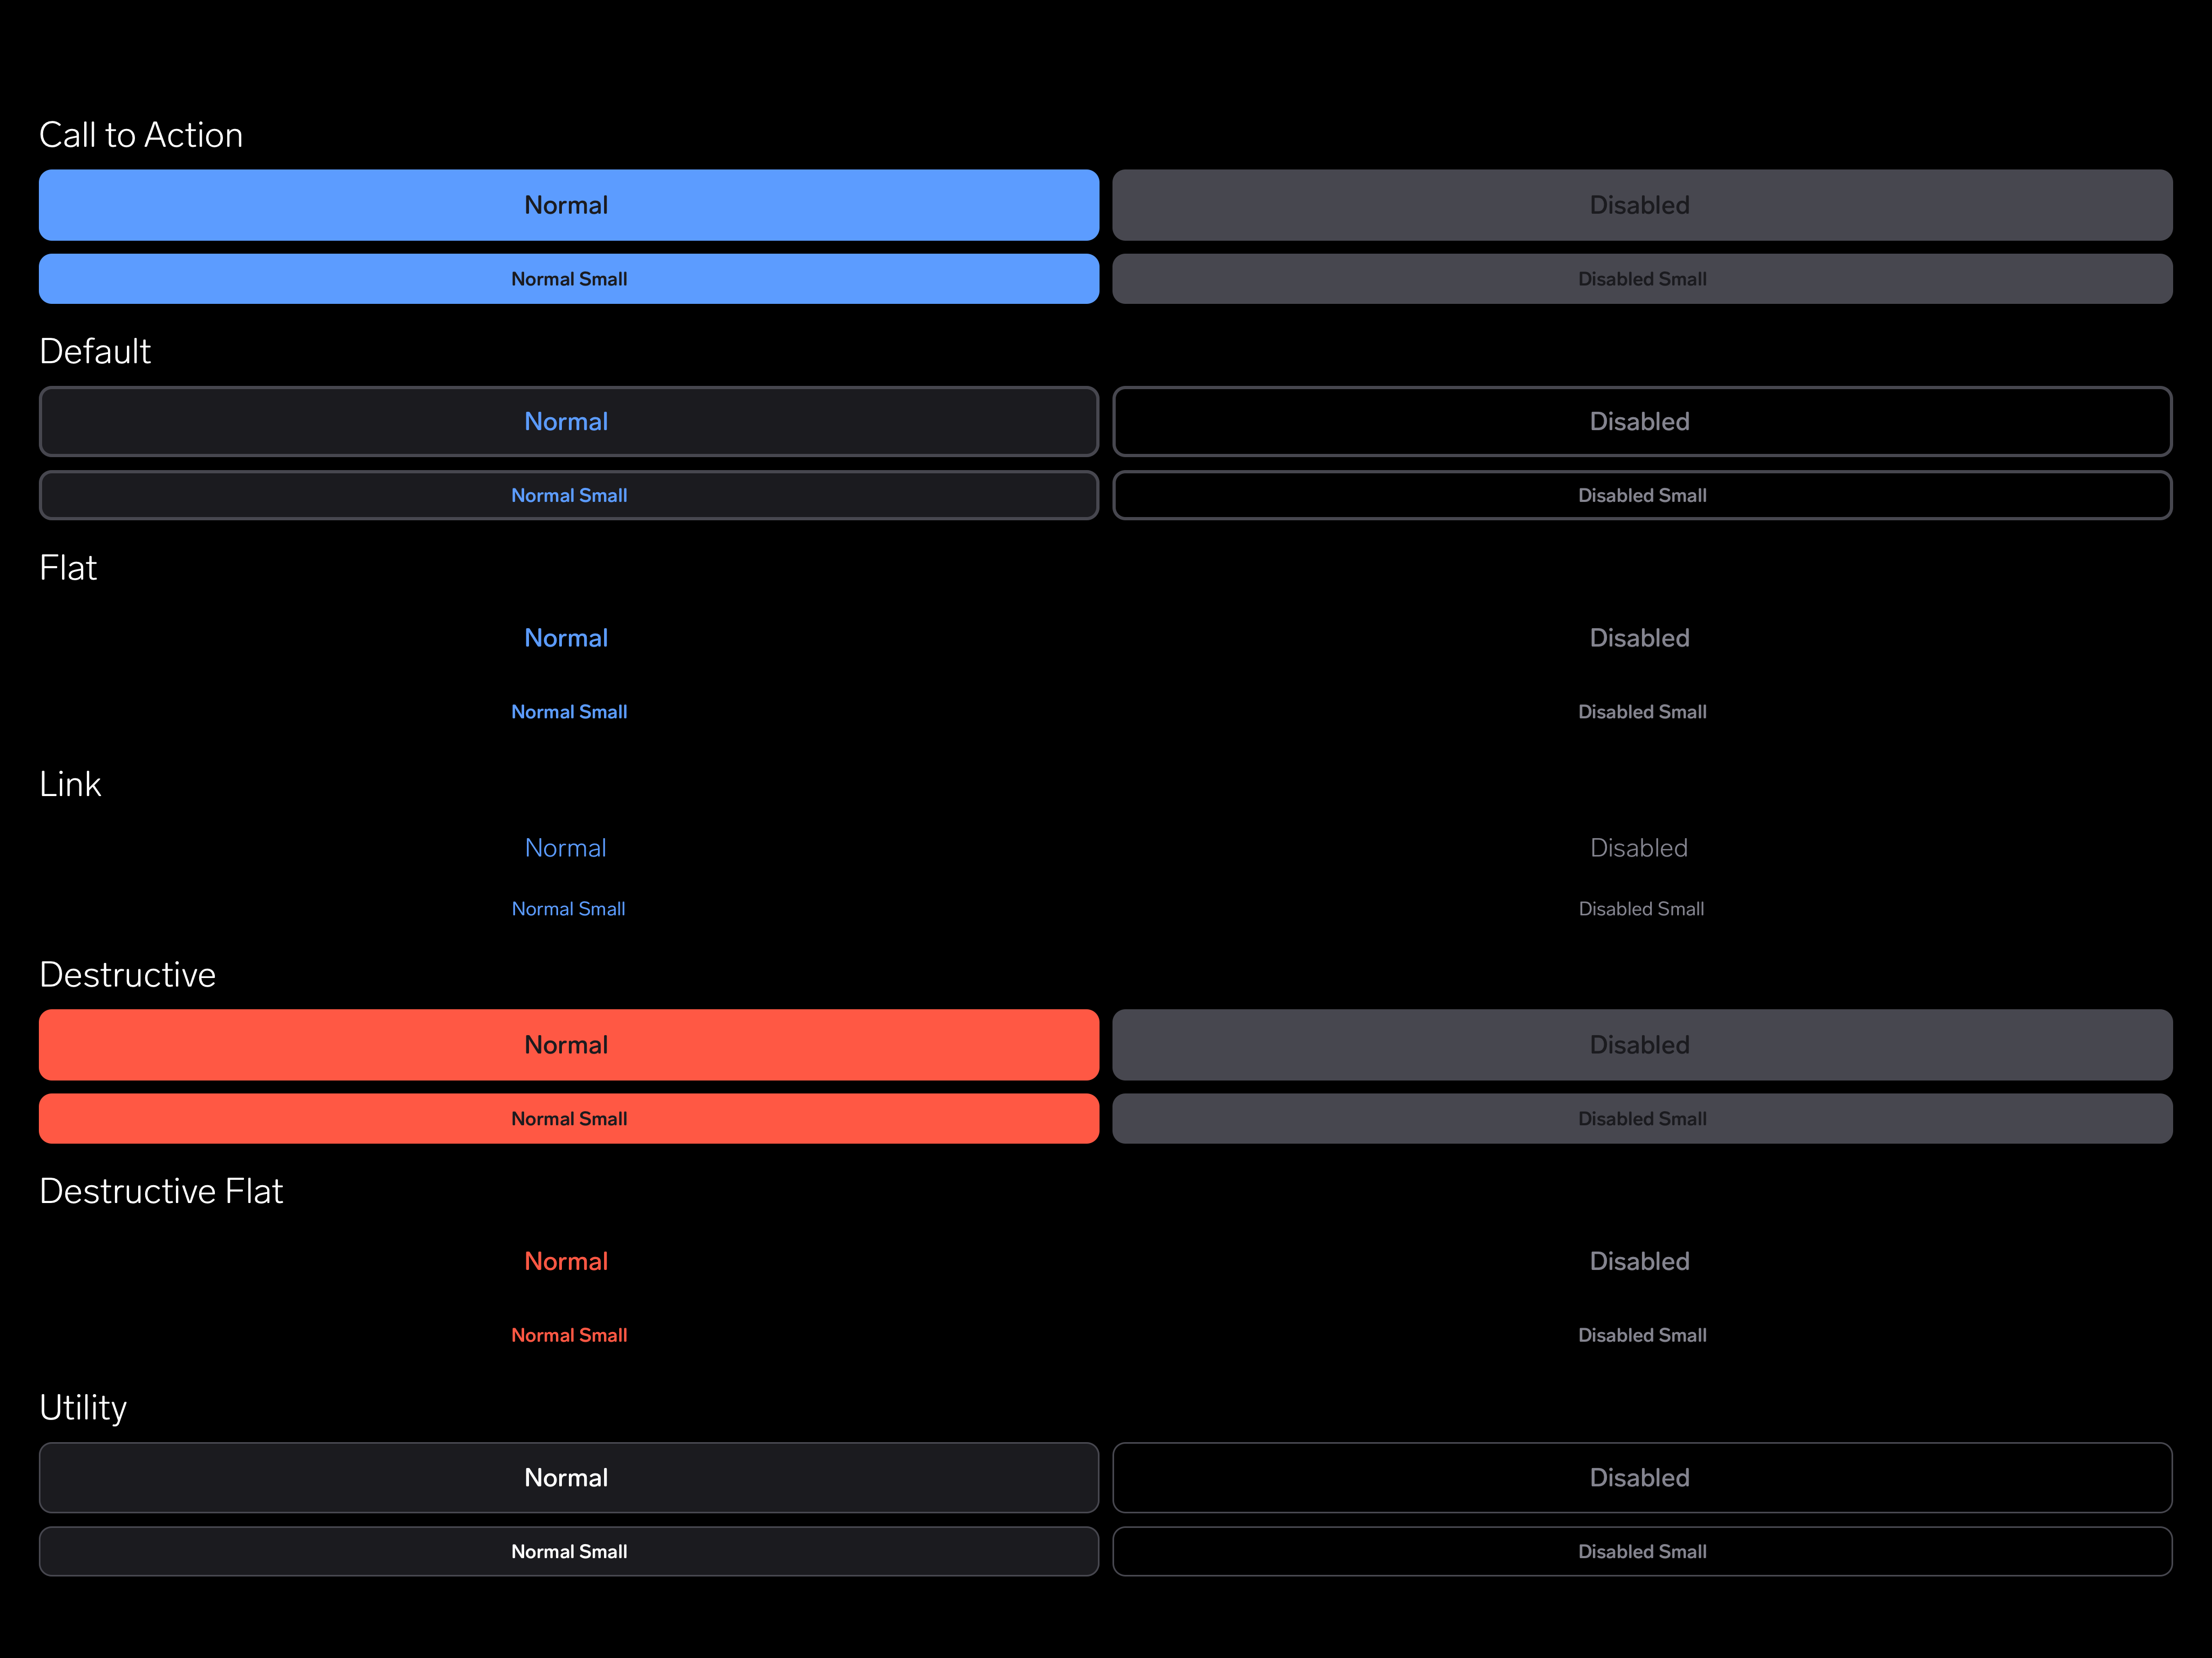 Call to Action
Normal Disabled
Normal Small Disabled Small
Default
Normal Disabled
Normal Small Disabled Small
Flat
Normal Disabled
Normal Small Disabled Small
Link
Normal Disabled
Normal Small Disabled Small
Destructive
Normal Disabled
Normal Small Disabled Small
Destructive Flat
Normal Disabled
Normal Small Disabled Small
Utility
Normal Disabled
Normal Small Disabled Small